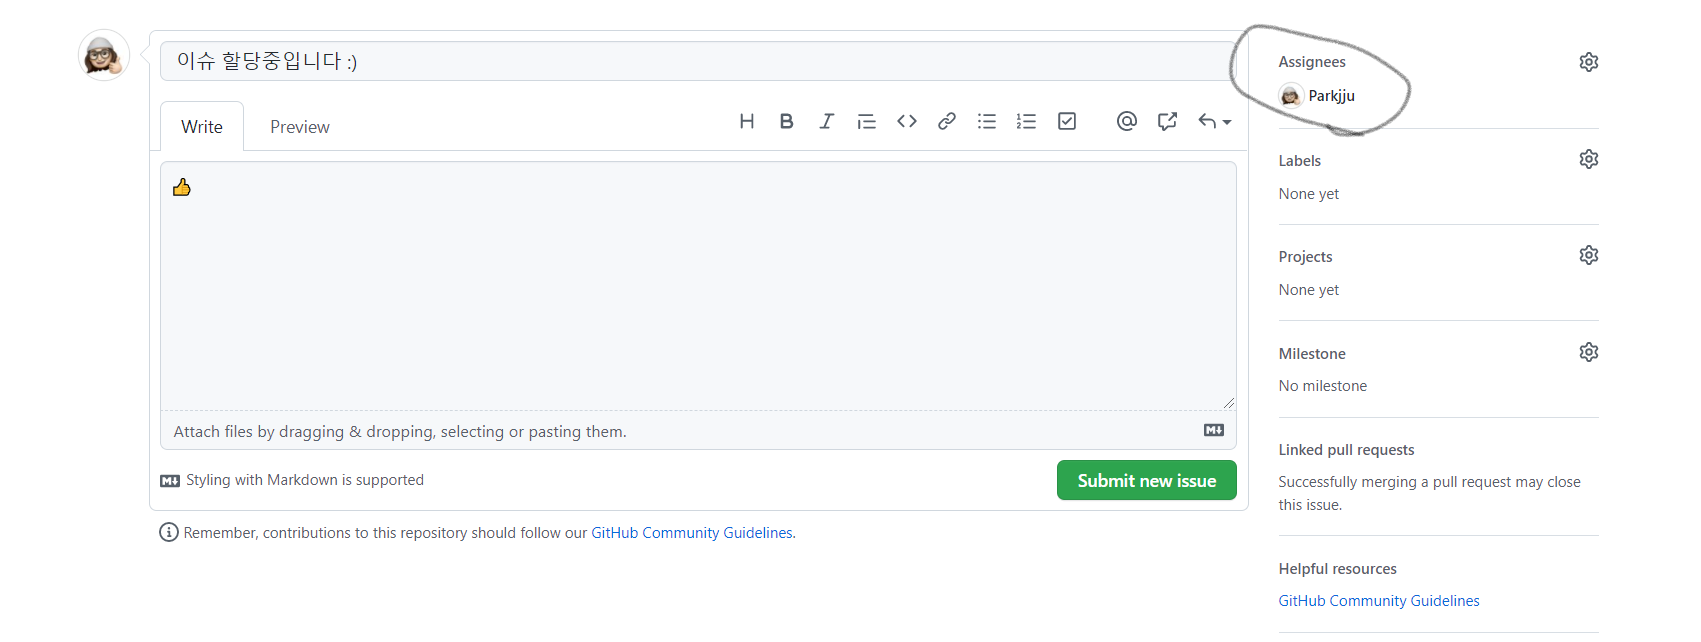 이슈 할당중입니다 :)
Write
Preview
Attach files by dragging & dropping, selecting or pasting them.
Styling with Markdown is supported
Submit new issue
Remember, contributions to this repository should follow our GitHub Community Guidelines.
Assignees
Parkjju
Labels
None yet
Projects
None yet
Milestone
No milestone
Linked pull requests
Successfully merging a pull request may close
this issue.
Helpful resources
GitHub Community Guidelines